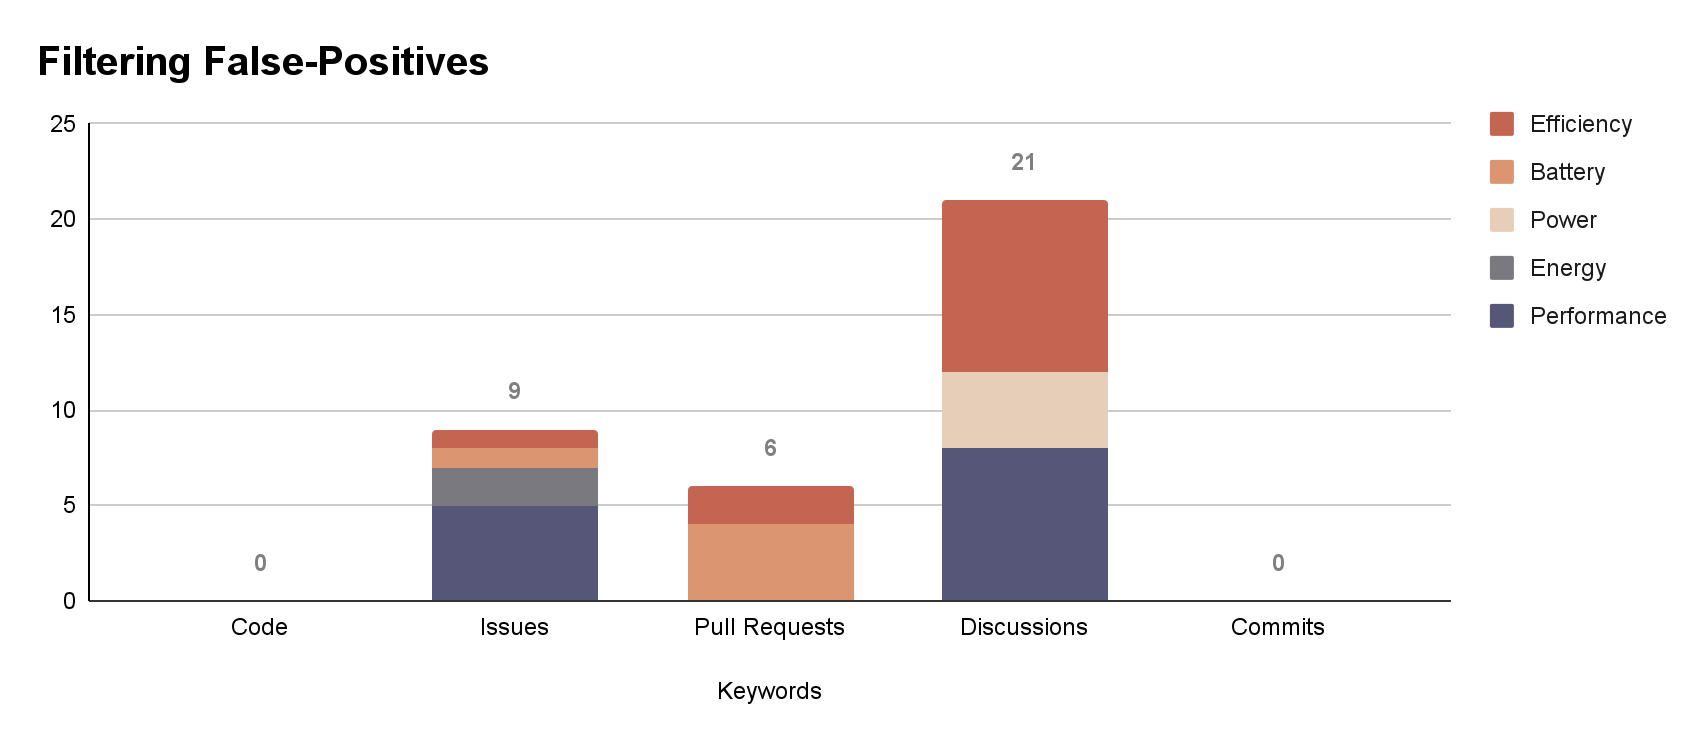 Filtering False-Positives
25
20
15
10
5
0
0
9
6
21
0
Code
Issues
Pull Requests
Discussions
Commits
Keywords
Efficiency
Battery
Power
Energy
Performance